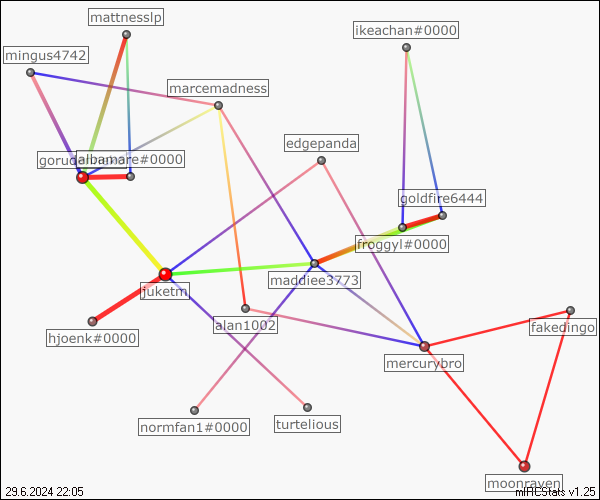 mattnesslp
ikeachan#0000
mingus4742
marcemadness
edgepanda
albamare#0000
goldfire6444
froggyl#0000
maddiee3773
juketm
alan1002
fakedingo
hjoenk#0000
mercurybro
normfan1#0000
turtelious
moonraven
29.6.2024 22:05
mIRCStats v1.25